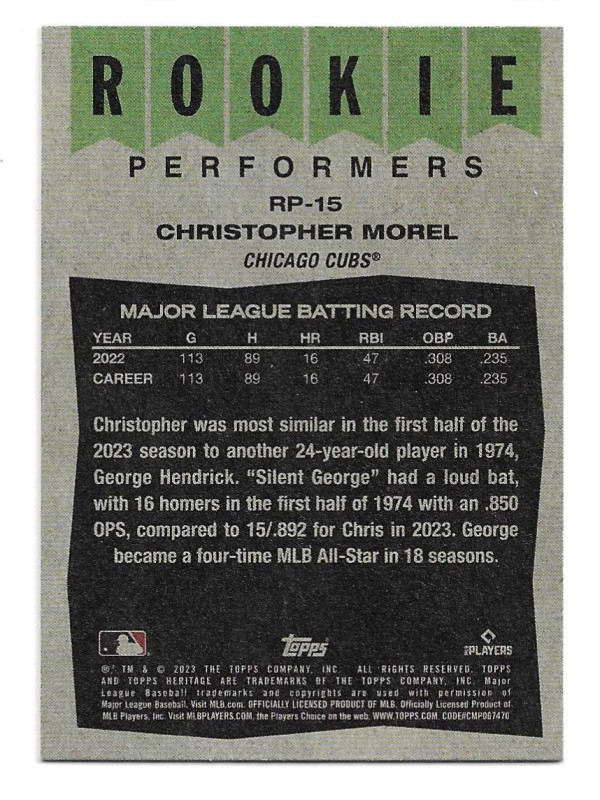 ROOKIE
PERFORMERS
RP-15
CHRISTOPHER MOREL
CHICAGO CUBS®
MAJOR LEAGUE BATTING RECORD
YEAR G H HR RBI OBP BA
2022 113 89 16 47 .308 .235
CAREER 113 89 16 47 .308 .235
Christopher was most similar in the first half of the
2023 season to another 24-year-old player in 1974,
George Hendrick. “Silent George” had a loud bat,
with 16 homers in the first half of 1974 with an .850
OPS, compared to 15/.892 for Chris in 2023. George
became a four-time MLB All-Star in 18 seasons.
Topps
MLB PLAYERS
®' TM & © 2023 THE TOPPS COMPANY, INC. ALL RIGHTS RESERVED. TOPPS
AND TOPPS HERITAGE ARE TRADEMARKS OF THE TOPPS COMPANY, INC. Major
League Baseball trademarks and copyrights are used with permission of
Major League Baseball. Visit MLB.com. OFFICIALLY LICENSED PRODUCT OF MLB. Officially Licensed Product of
MLB Players, Inc. Visit MLBPLAYERS.COM, the Players Choice on the web. WWW.TOPPS.COM. CODE#CMP067470